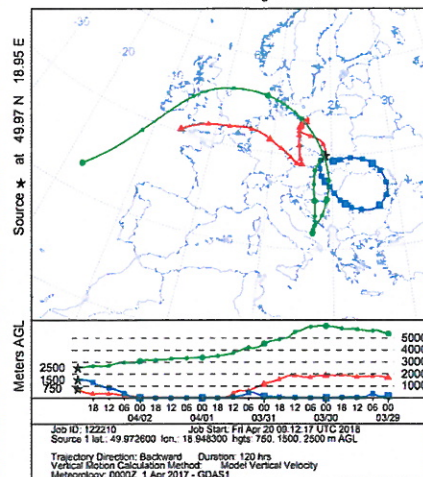 Source ★ at 49.97 N 18.95 E
Meters AGL
2500
1500
750
5000
4000
3000
2000
1000
18 12 06 00 18 12 06 00 18 12 06 00 18 12 06 00 18 12 06 00
04/02 04/01 03/31 03/30 03/29
Job ID: 122210 Job Start: Fri Apr 20 09:12:17 UTC 2018
Source 1 lat.: 49.972600 lon.: 18.948300 hgts: 750, 1500, 2500 m AGL
Trajectory Direction: Backward Duration: 120 hrs
Vertical Motion Calculation Method: Model Vertical Velocity
Meteorology: 0000Z 1 Apr 2017 - GDAS1